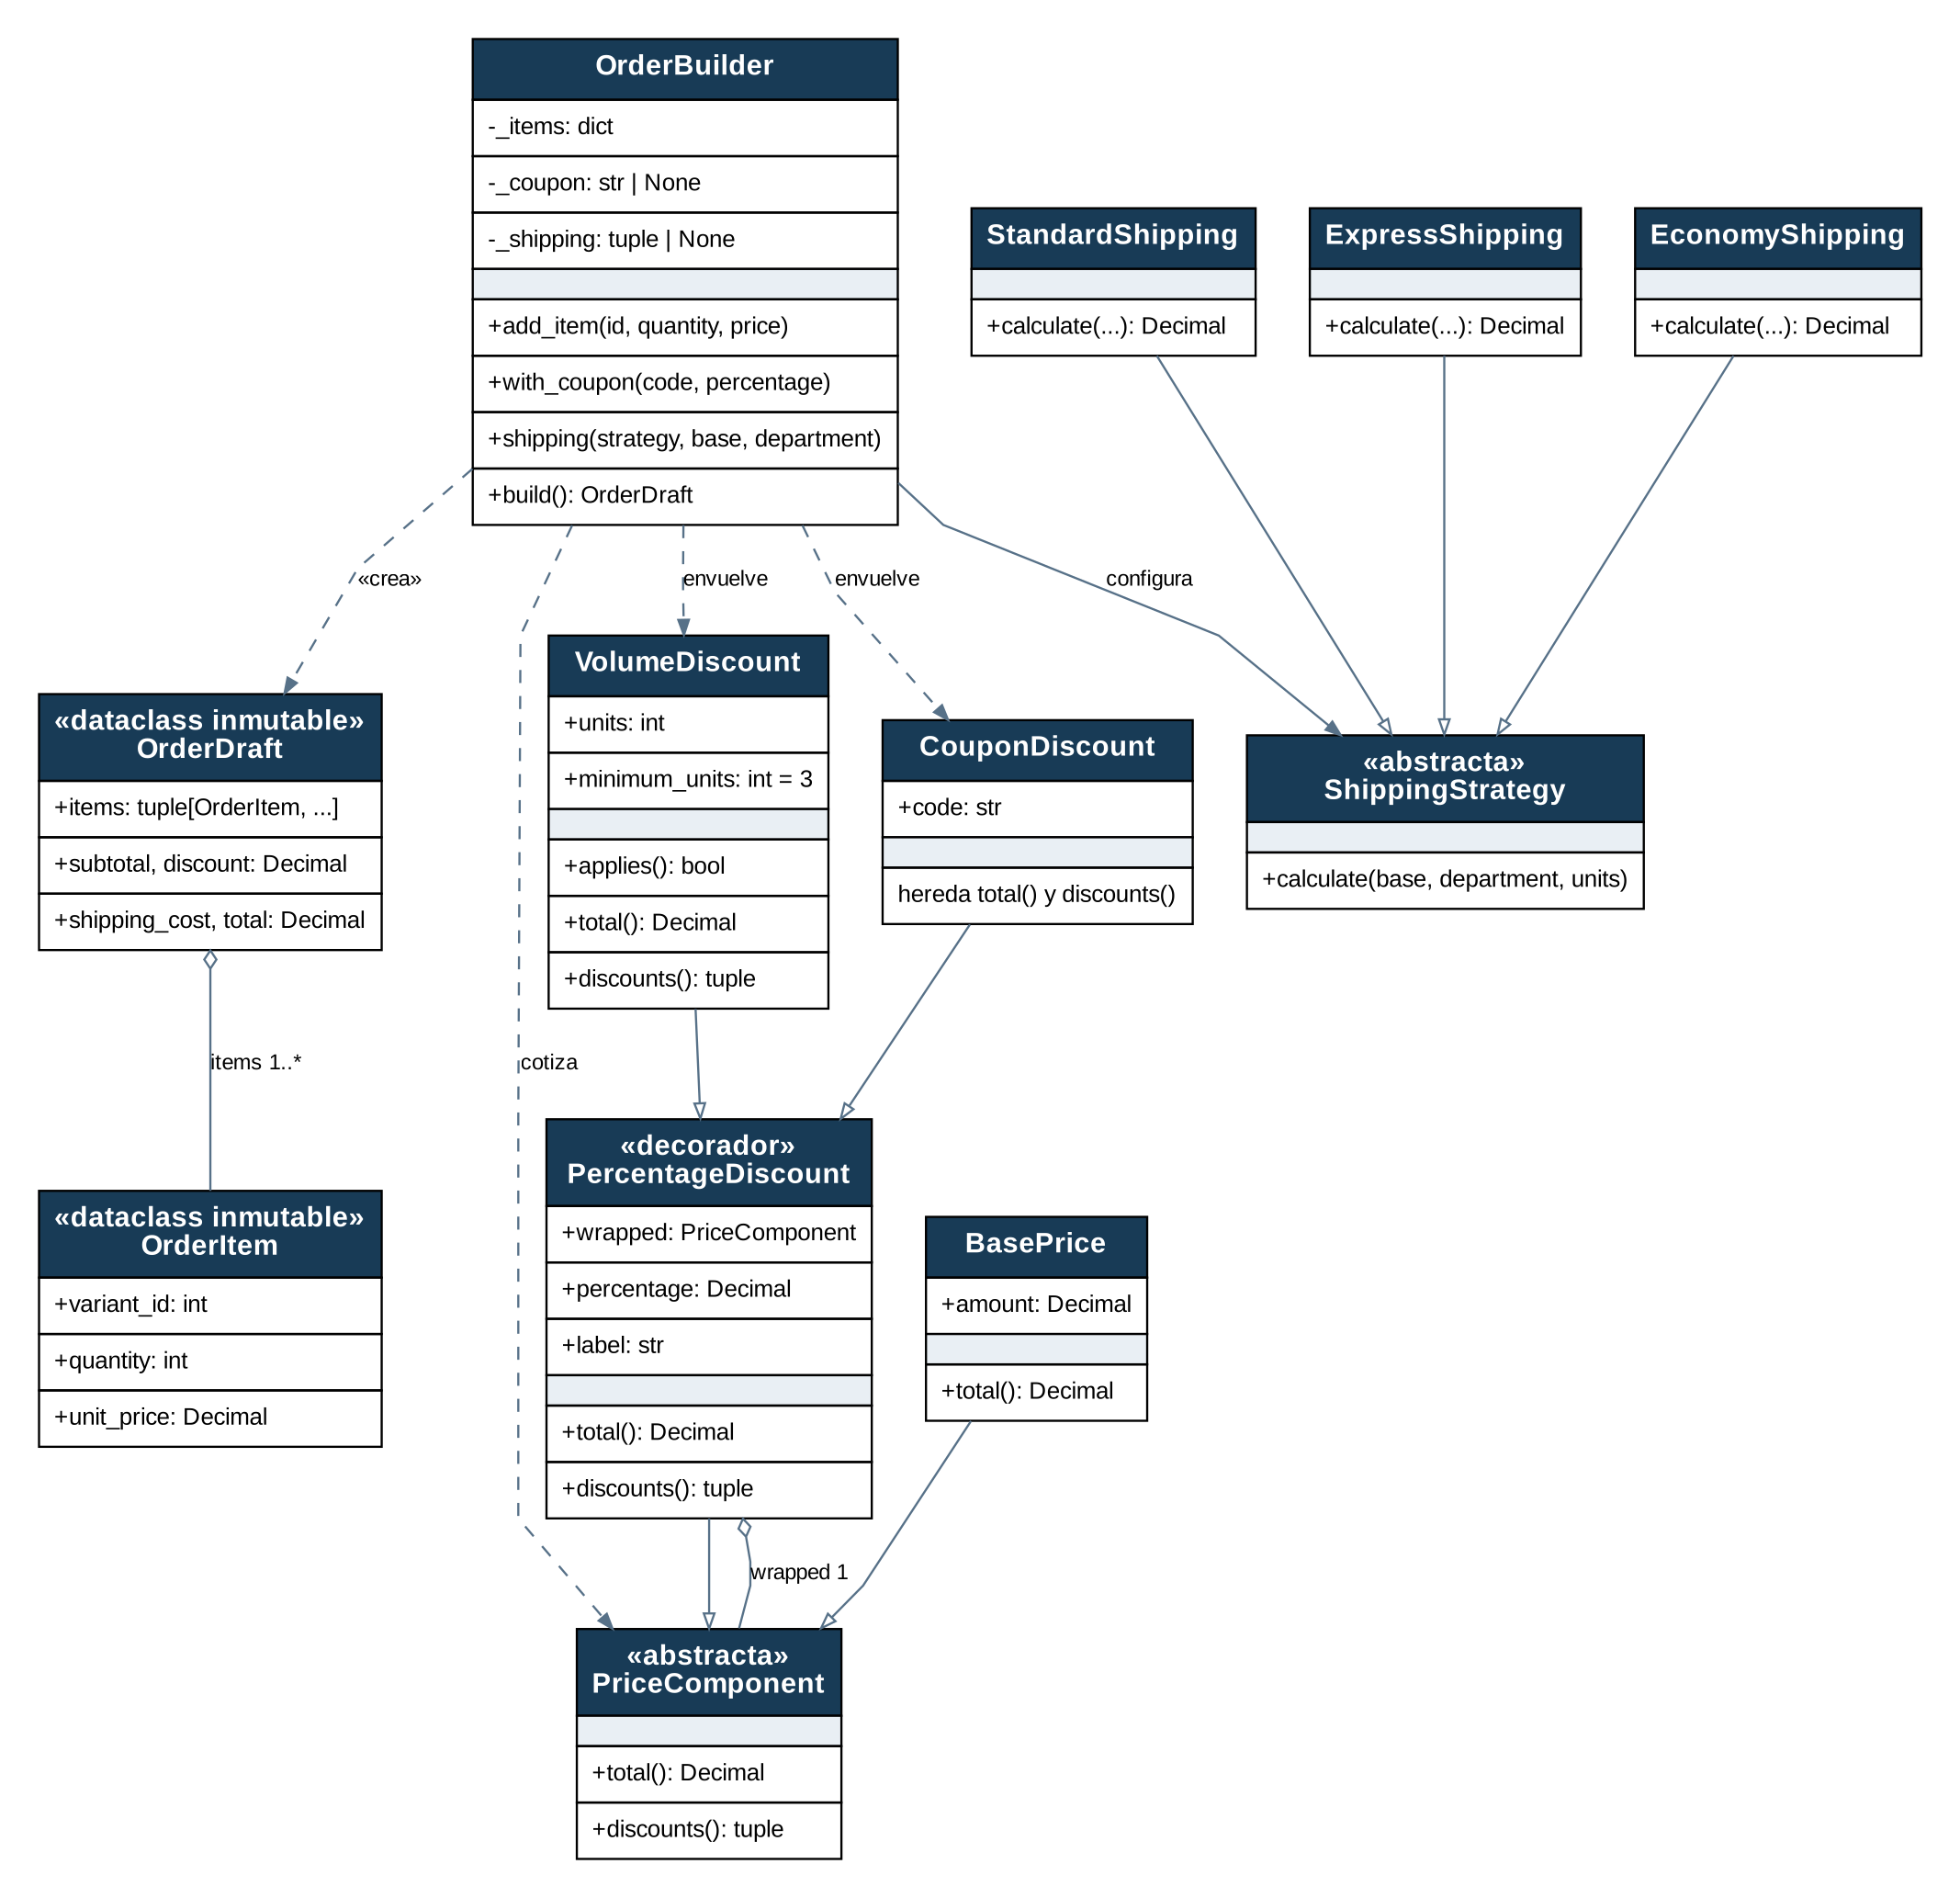 OrderBuilder
-_items: dict
-_coupon: str | None
-_shipping: tuple | None
+add_item(id, quantity, price)
+with_coupon(code, percentage)
+shipping(strategy, base, department)
+build(): OrderDraft
StandardShipping
+calculate(...): Decimal
ExpressShipping
+calculate(...): Decimal
EconomyShipping
+calculate(...): Decimal
«crea»
envuelve
envuelve
configura
«dataclass inmutable»
OrderDraft
+items: tuple[OrderItem, ...]
+subtotal, discount: Decimal
+shipping_cost, total: Decimal
VolumeDiscount
+units: int
+minimum_units: int = 3
+applies(): bool
+total(): Decimal
+discounts(): tuple
CouponDiscount
+code: str
hereda total() y discounts()
«abstracta»
ShippingStrategy
+calculate(base, department, units)
items 1..*
cotiza
«dataclass inmutable»
OrderItem
+variant_id: int
+quantity: int
+unit_price: Decimal
«decorador»
PercentageDiscount
+wrapped: PriceComponent
+percentage: Decimal
+label: str
+total(): Decimal
+discounts(): tuple
BasePrice
+amount: Decimal
+total(): Decimal
wrapped 1
«abstracta»
PriceComponent
+total(): Decimal
+discounts(): tuple